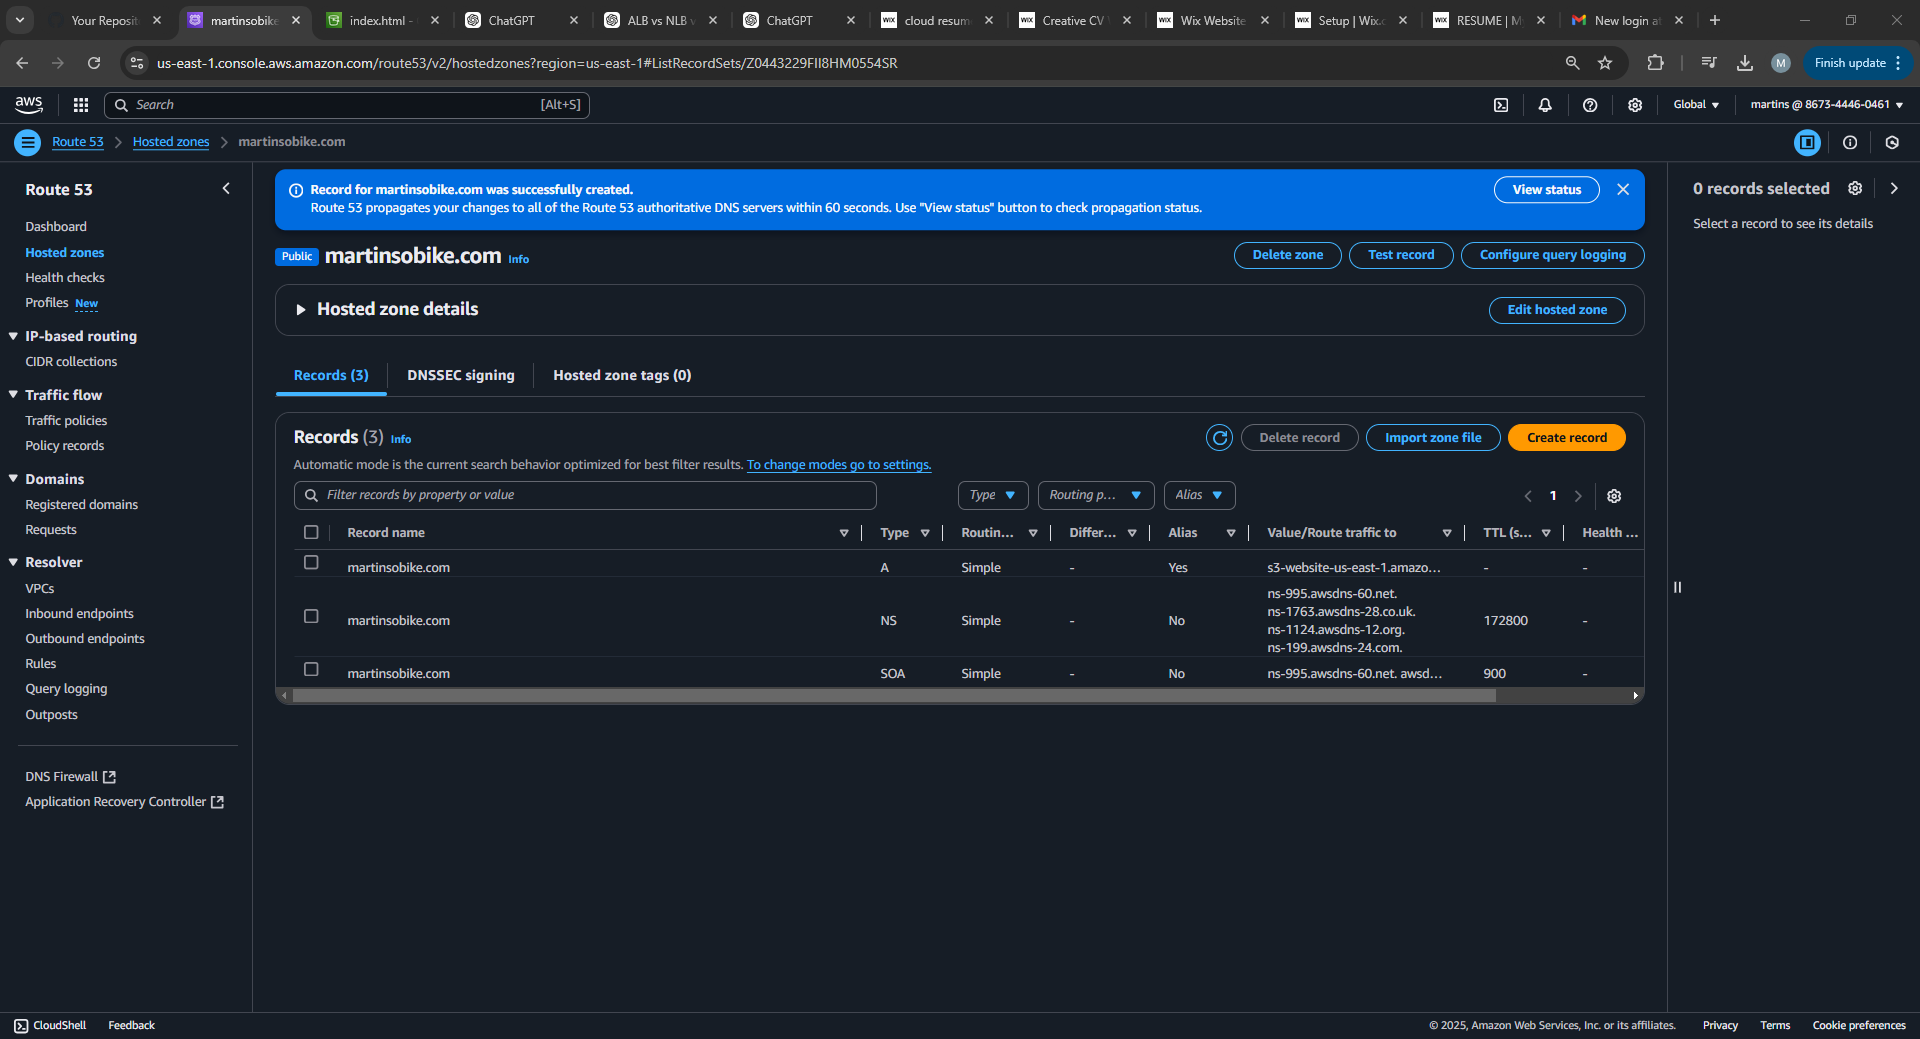 Your Reposit
martinsobike
index.html -
ChatGPT
ALB vs NLB v
ChatGPT
WIX cloud resum
WIX Creative CV
WIX Wix Website
WIX Setup | Wix.c
WIX RESUME | M
New login at
us-east-1.console.aws.amazon.com/route53/v2/hostedzones?region=us-east-1#ListRecordSets/Z0443229FII8HM0554SR
M
Finish update
aws
Search
[Alt+S]
Global
martins @ 8673-4446-0461
Route 53
Hosted zones
martinsobike.com
Route 53
Dashboard
Hosted zones
Health checks
Profiles New
IP-based routing
CIDR collections
Traffic flow
Traffic policies
Policy records
Domains
Registered domains
Requests
Resolver
VPCs
Inbound endpoints
Outbound endpoints
Rules
Query logging
Outposts
DNS Firewall
Application Recovery Controller
Record for martinsobike.com was successfully created.
Route 53 propagates your changes to all of the Route 53 authoritative DNS servers within 60 seconds. Use "View status" button to check propagation status.
View status
Public martinsobike.com Info
Delete zone
Test record
Configure query logging
Hosted zone details
Edit hosted zone
Records (3)
DNSSEC signing
Hosted zone tags (0)
Records (3) Info
Delete record
Import zone file
Create record
Automatic mode is the current search behavior optimized for best filter results. To change modes go to settings.
Filter records by property or value
Type
Routing p...
Alias
1
Record name Type Routin... Differ... Alias Value/Route traffic to TTL (s... Health ...
martinsobike.com A Simple - Yes s3-website-us-east-1.amazo... - -
martinsobike.com NS Simple - No ns-995.awsdns-60.net.
ns-1763.awsdns-28.co.uk.
ns-1124.awsdns-12.org.
ns-199.awsdns-24.com. 172800 -
martinsobike.com SOA Simple - No ns-995.awsdns-60.net. awsd... 900 -
0 records selected
Select a record to see its details
CloudShell
Feedback
© 2025, Amazon Web Services, Inc. or its affiliates.
Privacy
Terms
Cookie preferences